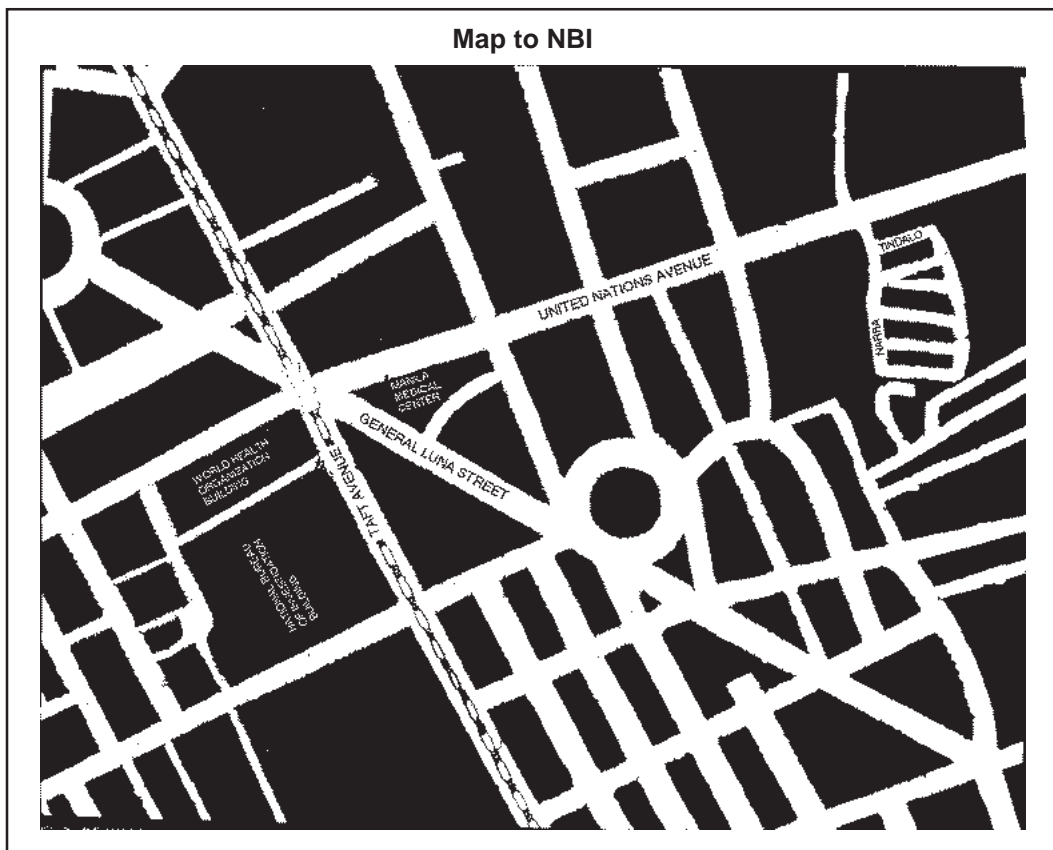 Map to NBI
TINDALO
UNITED NATIONS AVENUE
NARRA
MANILA
MEDICAL
CENTER
GENERAL LUNA STREET
WORLD HEALTH
ORGANIZATION
BUILDING
TAFT AVENUE
NATIONAL BUREAU
OF INVESTIGATION
BUILDING